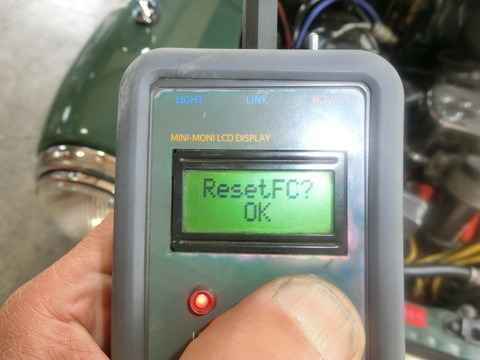 LIGHT LINK
MINI-MONI LCD DISPLAY
ResetFC?
OK